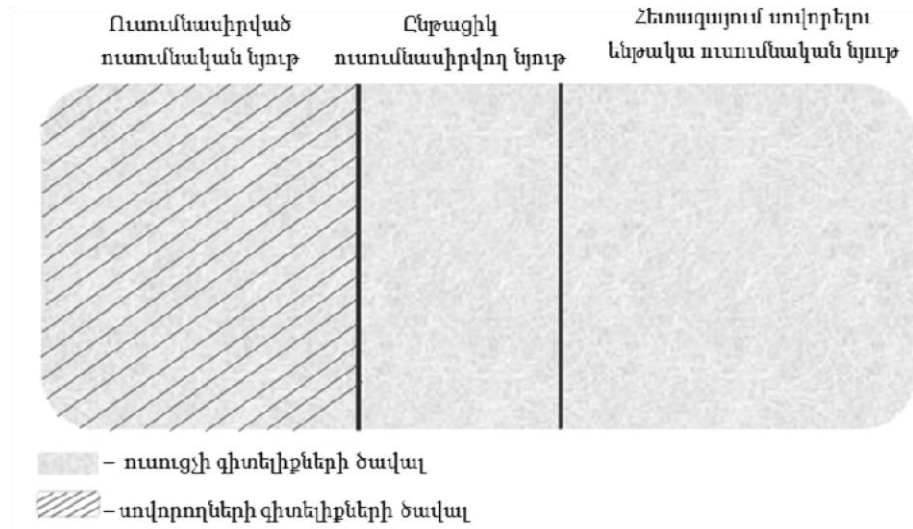 Ուսումնասիրված
ուսումնական նյութ
Ընթացիկ
ուսումնասիրվող նյութ
Հետագայում սովորելու
ենթակա ուսումնական նյութ
– ուսուցչի գիտելիքների ծավալ
– սովորողների գիտելիքների ծավալ